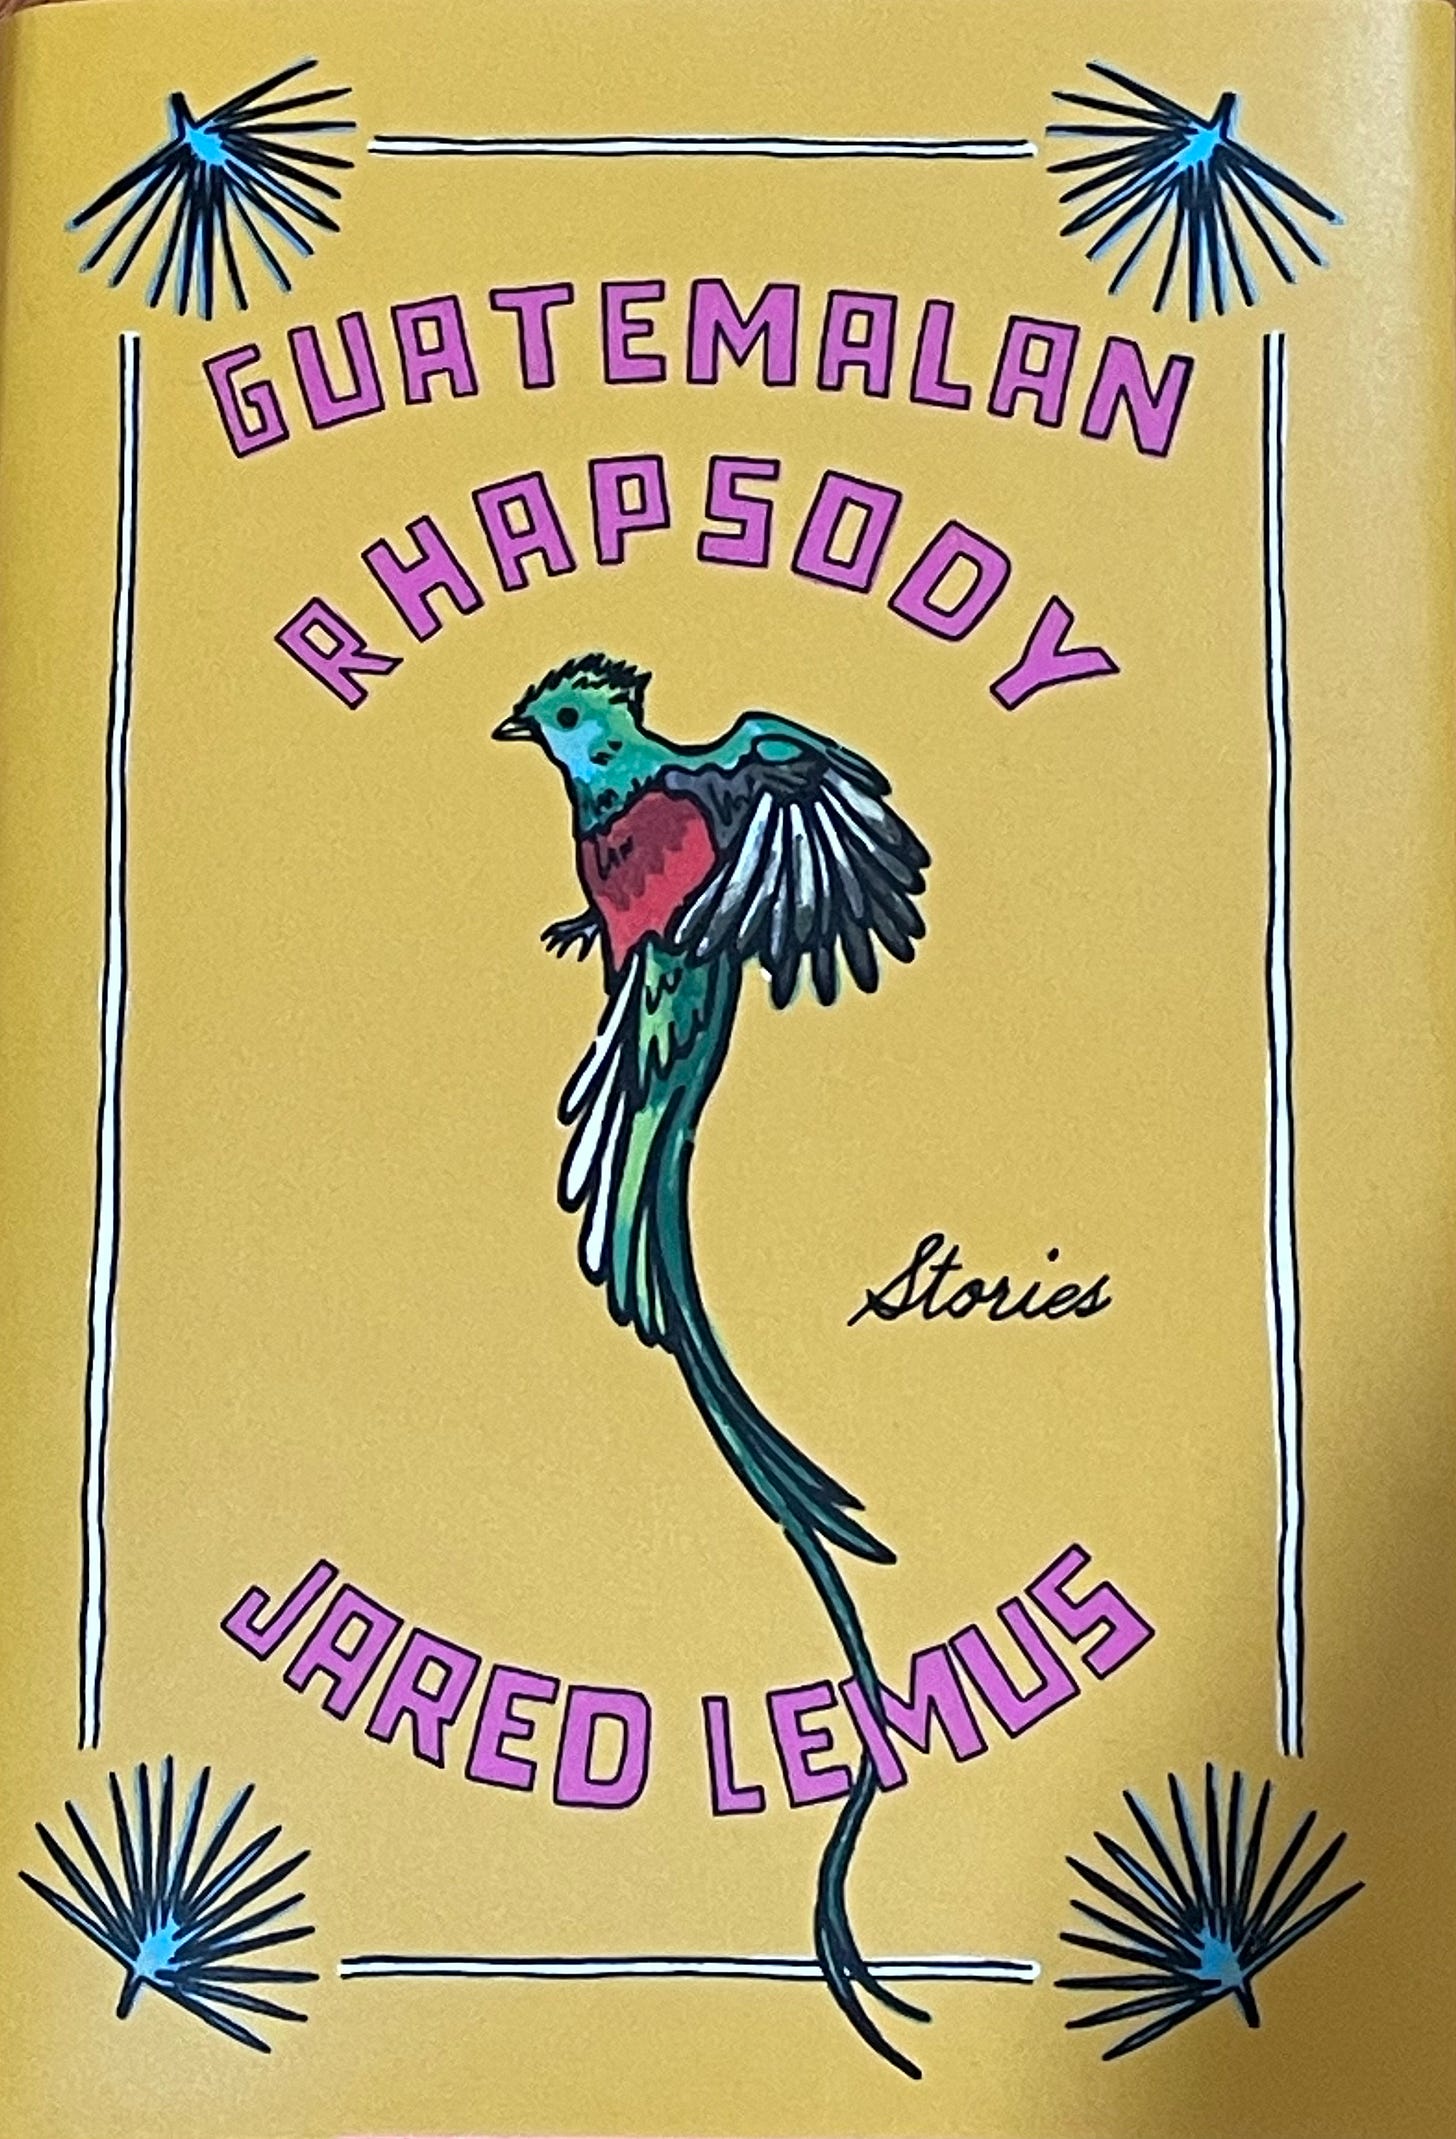 GUATEMALAN
RHAPSODY
Stories
JARED LEMUS